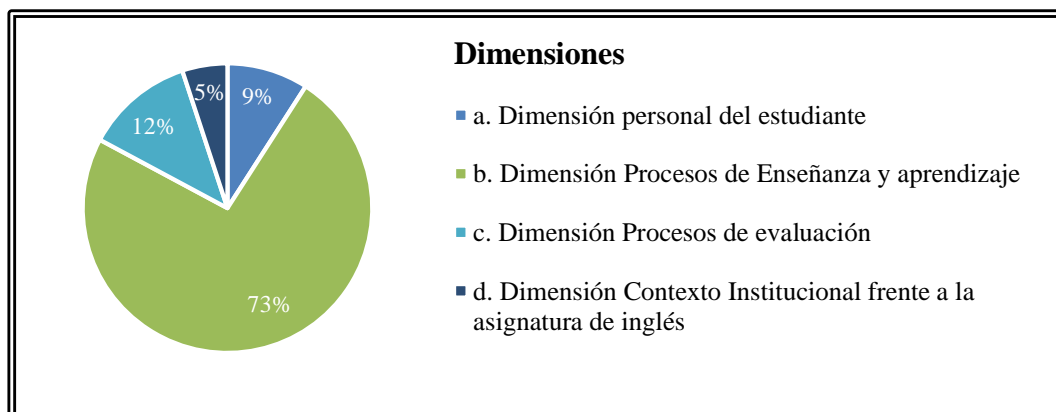 Dimensiones
5%
9%
12%
73%
a. Dimensión personal del estudiante
b. Dimensión Procesos de Enseñanza y aprendizaje
c. Dimensión Procesos de evaluación
d. Dimensión Contexto Institucional frente a la
asignatura de inglés